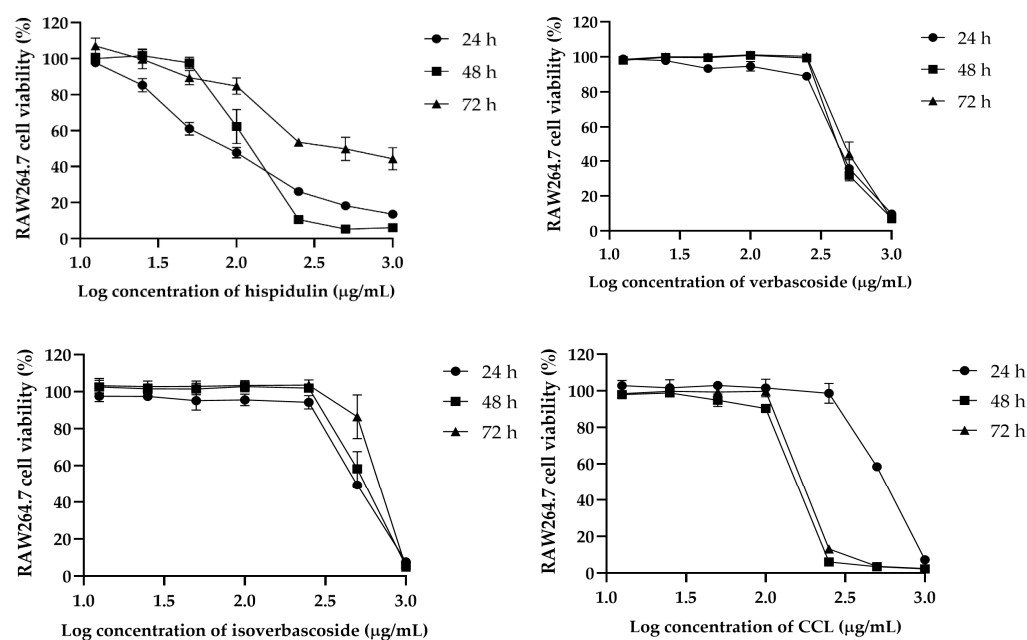 RAW264.7 cell viability (%)
120
100
80
60
40
20
0
1.0 1.5 2.0 2.5 3.0
Log concentration of hispidulin (μg/mL)
24 h
48 h
72 h
RAW264.7 cell viability (%)
120
100
80
60
40
20
0
1.0 1.5 2.0 2.5 3.0
Log concentration of verbascoside (μg/mL)
24 h
48 h
72 h
RAW264.7 cell viability (%)
120
100
80
60
40
20
0
1.0 1.5 2.0 2.5 3.0
Log concentration of isoverbascoside (μg/mL)
24 h
48 h
72 h
RAW264.7 cell viability (%)
120
100
80
60
40
20
0
1.0 1.5 2.0 2.5 3.0
Log concentration of CCL (μg/mL)
24 h
48 h
72 h